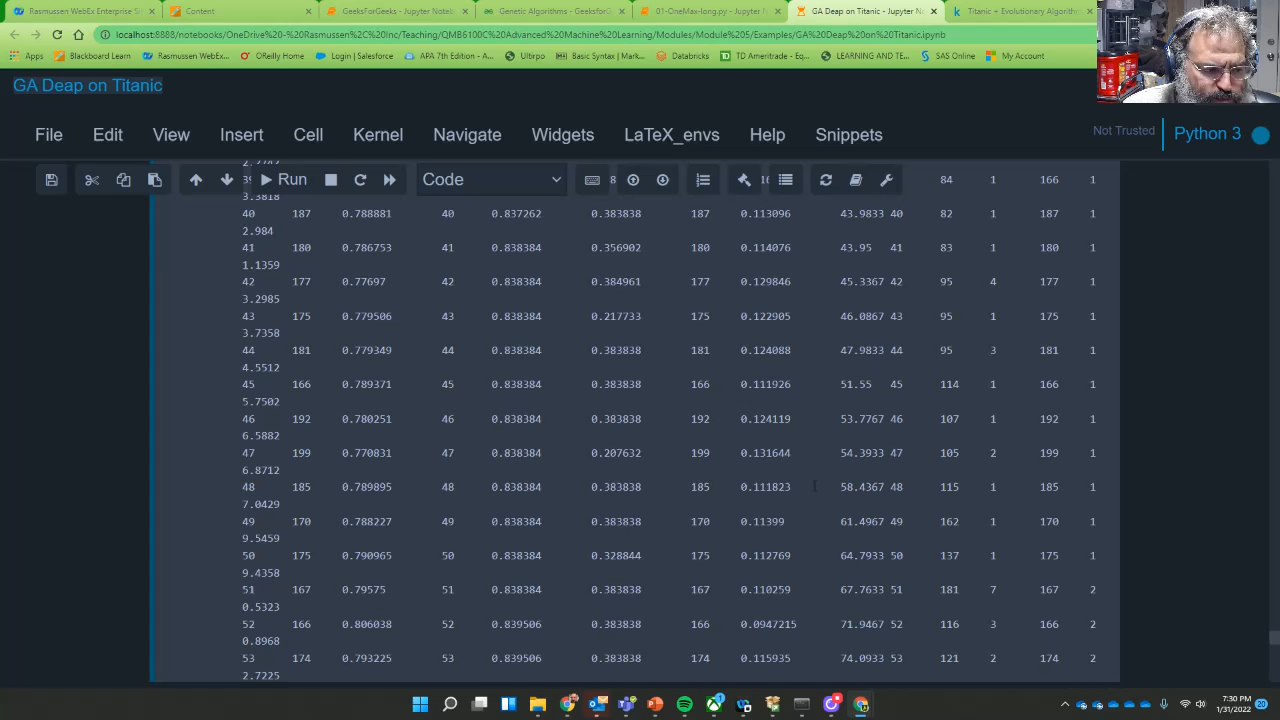 Rasmussen WebEx Enterprise Si
Content
GeeksForGeeks - Jupyter Noteb
Genetic Algorithms - GeeksforG
01-OneMax-long.py - Jupyter N
GA Deap on Titanic - Jupyter N
Titanic + Evolutionary Algorithm
localhost:8888/notebooks/OneDrive%20-%20Rasmussen%2C%20Inc/Teaching/QMB6100C%20Advanced%20Machine%20Learning/Modules/Module%205/Examples/GA%20Deap%20on%20Titanic.ipynb
Apps Blackboard Learn Rasmussen WebEx... OReilly Home Login | Salesforce APA 7th Edition - A... Ultipro Basic Syntax | Mark... Databricks TD Ameritrade - Eq... LEARNING AND TE... SAS Online My Account
GA Deap on Titanic
File Edit View Insert Cell Kernel Navigate Widgets LaTeX_envs Help Snippets Not Trusted Python 3
Run Code
84 1 166 1
3.3818
40 187 0.788881 40 0.837262 0.383838 187 0.113096 43.9833 40 82 1 187 1
2.984
41 180 0.786753 41 0.838384 0.356902 180 0.114076 43.95 41 83 1 180 1
1.1359
42 177 0.77697 42 0.838384 0.384961 177 0.129846 45.3367 42 95 4 177 1
3.2985
43 175 0.779506 43 0.838384 0.217733 175 0.122905 46.0867 43 95 1 175 1
3.7358
44 181 0.779349 44 0.838384 0.383838 181 0.124088 47.9833 44 95 3 181 1
4.5512
45 166 0.789371 45 0.838384 0.383838 166 0.111926 51.55 45 114 1 166 1
5.7502
46 192 0.780251 46 0.838384 0.383838 192 0.124119 53.7767 46 107 1 192 1
6.5882
47 199 0.770831 47 0.838384 0.207632 199 0.131644 54.3933 47 105 2 199 1
6.8712
48 185 0.789895 48 0.838384 0.383838 185 0.111823 58.4367 48 115 1 185 1
7.0429
49 170 0.788227 49 0.838384 0.383838 170 0.11399 61.4967 49 162 1 170 1
9.5459
50 175 0.790965 50 0.838384 0.328844 175 0.112769 64.7933 50 137 1 175 1
9.4358
51 167 0.79575 51 0.838384 0.383838 167 0.110259 67.7633 51 181 7 167 2
0.5323
52 166 0.806038 52 0.839506 0.383838 166 0.0947215 71.9467 52 116 3 166 2
0.8968
53 174 0.793225 53 0.839506 0.383838 174 0.115935 74.0933 53 121 2 174 2
2.7225
7:30 PM
1/31/2022
20